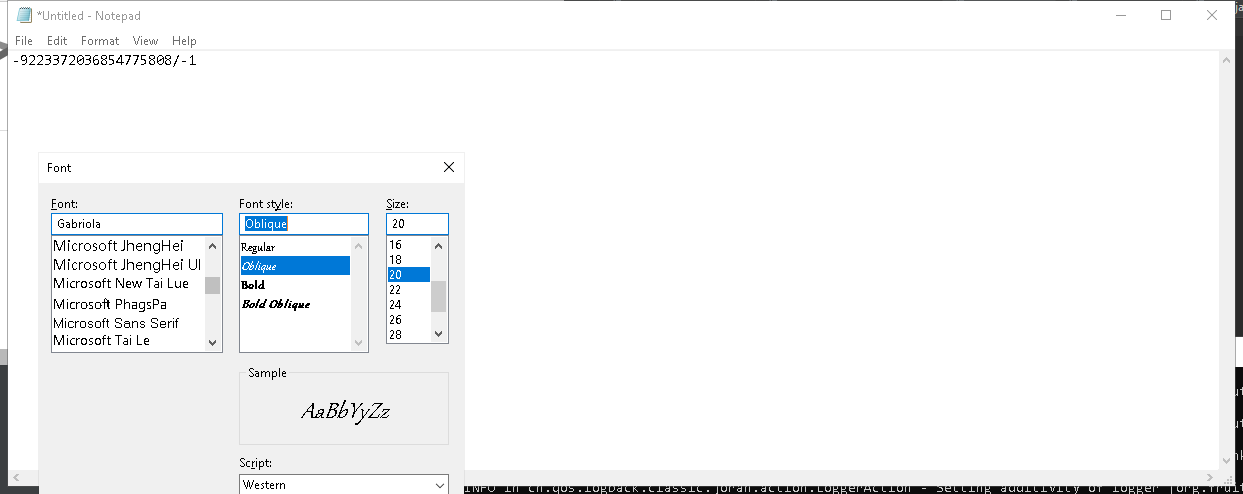 *Untitled - Notepad
File Edit Format View Help
-9223372036854775808/-1
Font
Font: Font style: Size:
Gabriola Oblique 20
Microsoft JhengHei Regular 16
Microsoft JhengHei UI Oblique 18
Microsoft New Tai Lue Bold 20
Microsoft PhagsPa Bold Oblique 22
Microsoft Sans Serif 24
Microsoft Tai Le 26
28
Sample
AaBbYyZz
Script:
Western
INFO in ch.qos.logback.classic.joran.action.LoggerAction - Setting additivity of logger